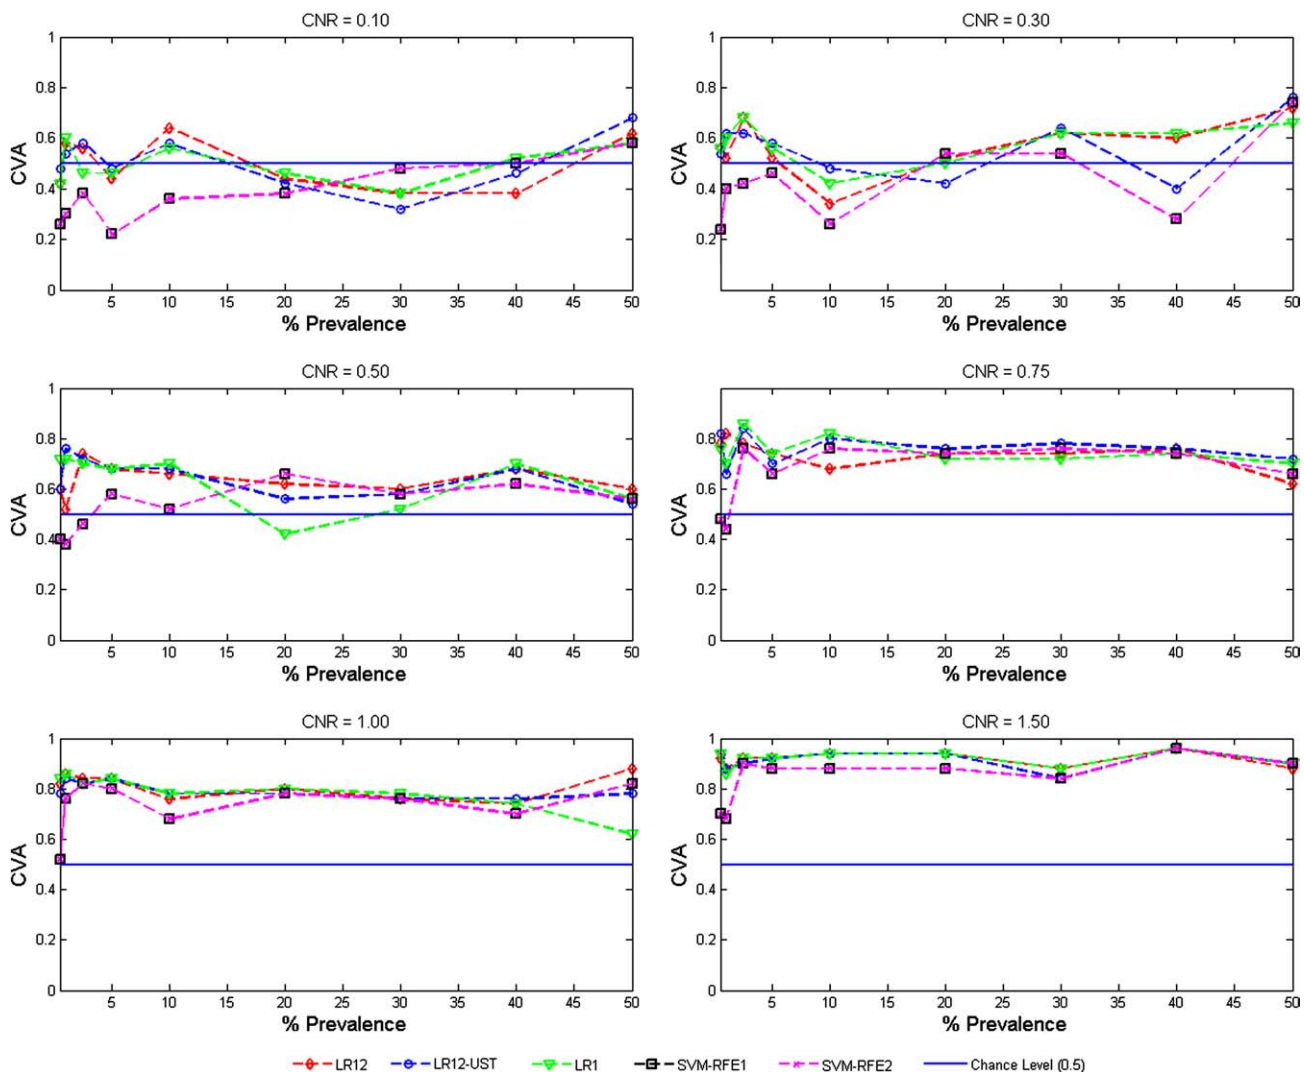 CNR = 0.10
CNR = 0.30
1
0.8
0.6
0.4
0.2
0
CVA
5 10 15 20 25 30 35 40 45 50
% Prevalence
1
0.8
0.6
0.4
0.2
0
CVA
5 10 15 20 25 30 35 40 45 50
% Prevalence
CNR = 0.50
CNR = 0.75
1
0.8
0.6
0.4
0.2
0
CVA
5 10 15 20 25 30 35 40 45 50
% Prevalence
1
0.8
0.6
0.4
0.2
0
CVA
5 10 15 20 25 30 35 40 45 50
% Prevalence
CNR = 1.00
CNR = 1.50
1
0.8
0.6
0.4
0.2
0
CVA
5 10 15 20 25 30 35 40 45 50
% Prevalence
1
0.8
0.6
0.4
0.2
0
CVA
5 10 15 20 25 30 35 40 45 50
% Prevalence
LR12 LR12-UST LR1 SVM-RFE1 SVM-RFE2 Chance Level (0.5)